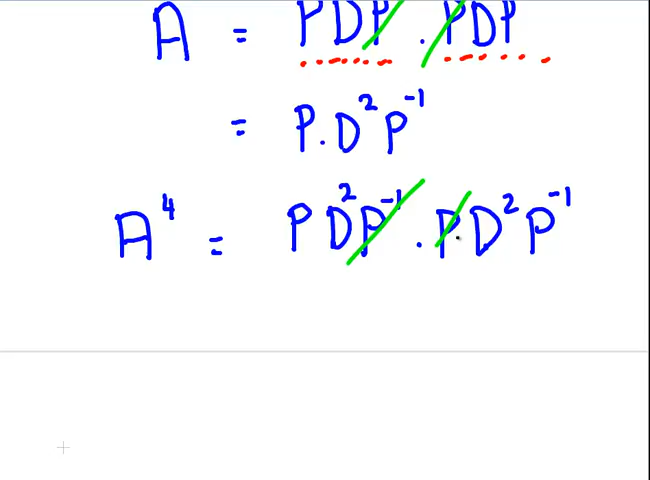 A = PDP . PDP
= P.D²P⁻¹
A⁴ = PD²P⁻¹ . PD²P⁻¹